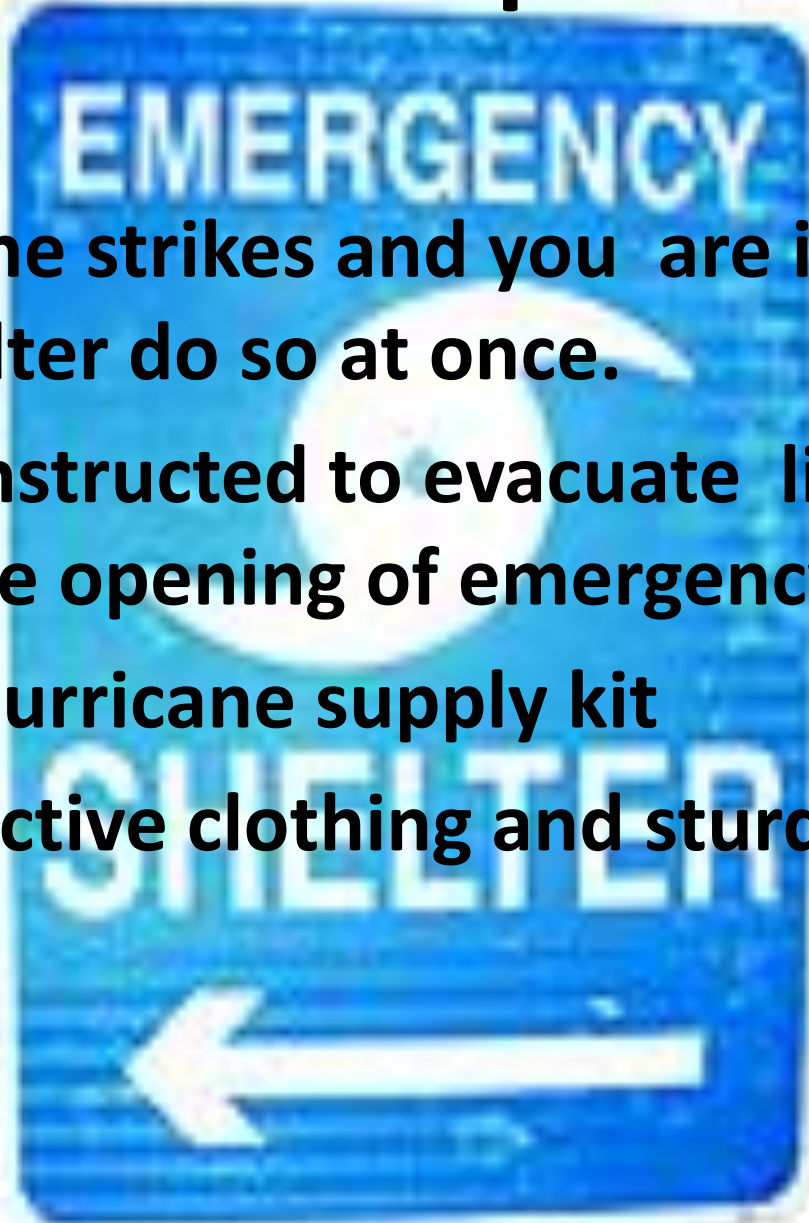 EMERGENCY
ne strikes and you are i
lter do so at once.
nstructed to evacuate li
e opening of emergency
urricane supply kit
SHELTER
ctive clothing and sturd